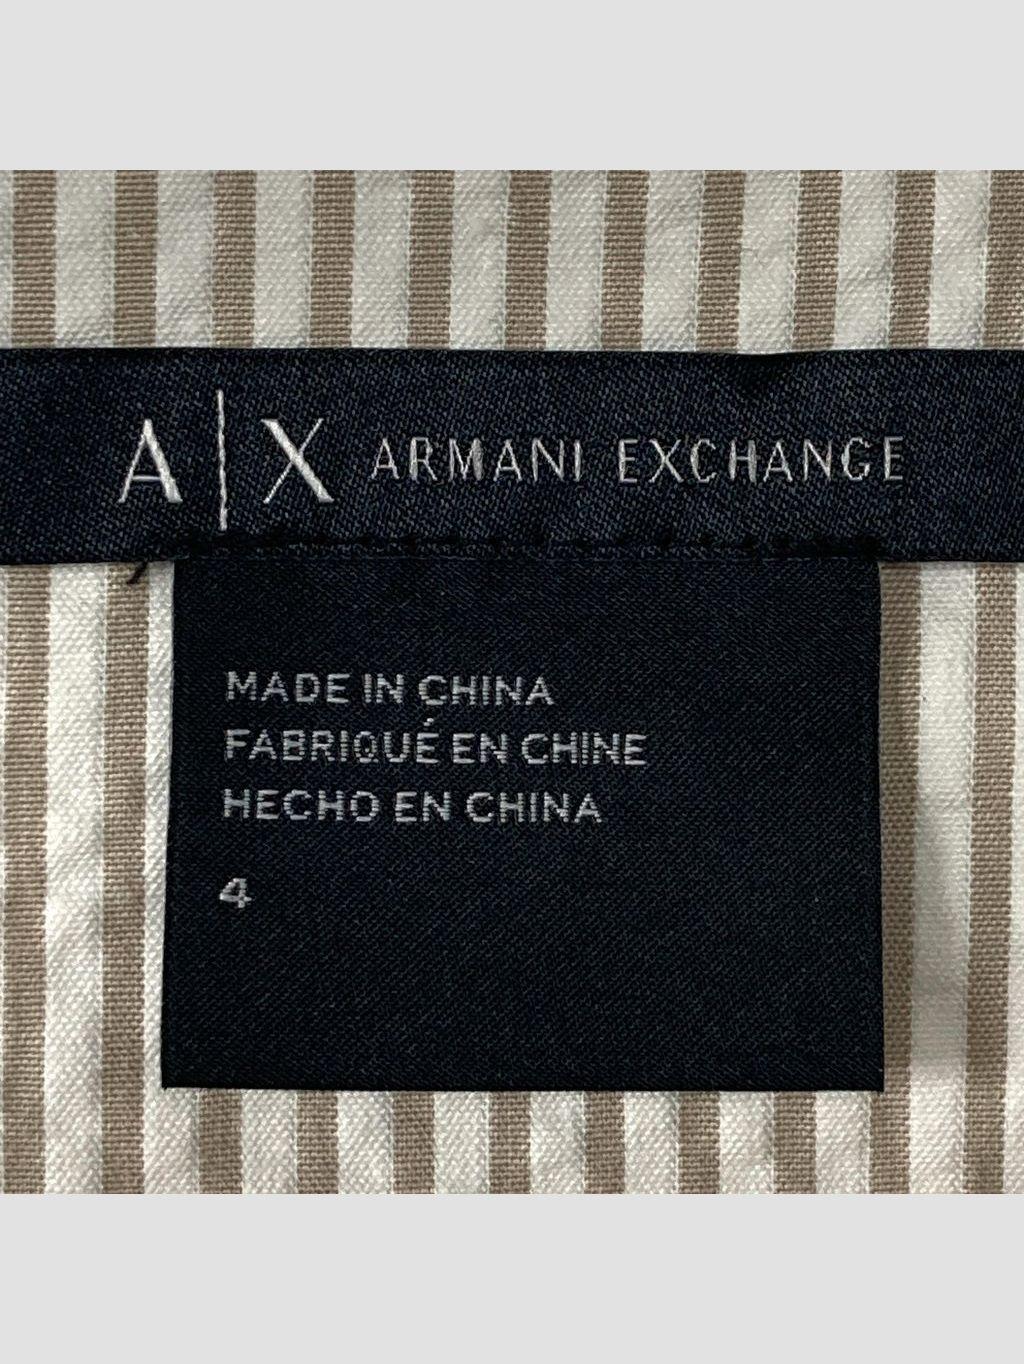 A|X ARMANI EXCHANGE
MADE IN CHINA
FABRIQUÉ EN CHINE
HECHO EN CHINA
4